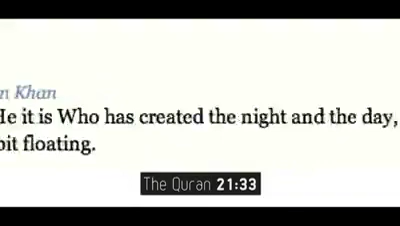 n Khan
He it is Who has created the night and the day,
bit floating.
The Quran 21:33